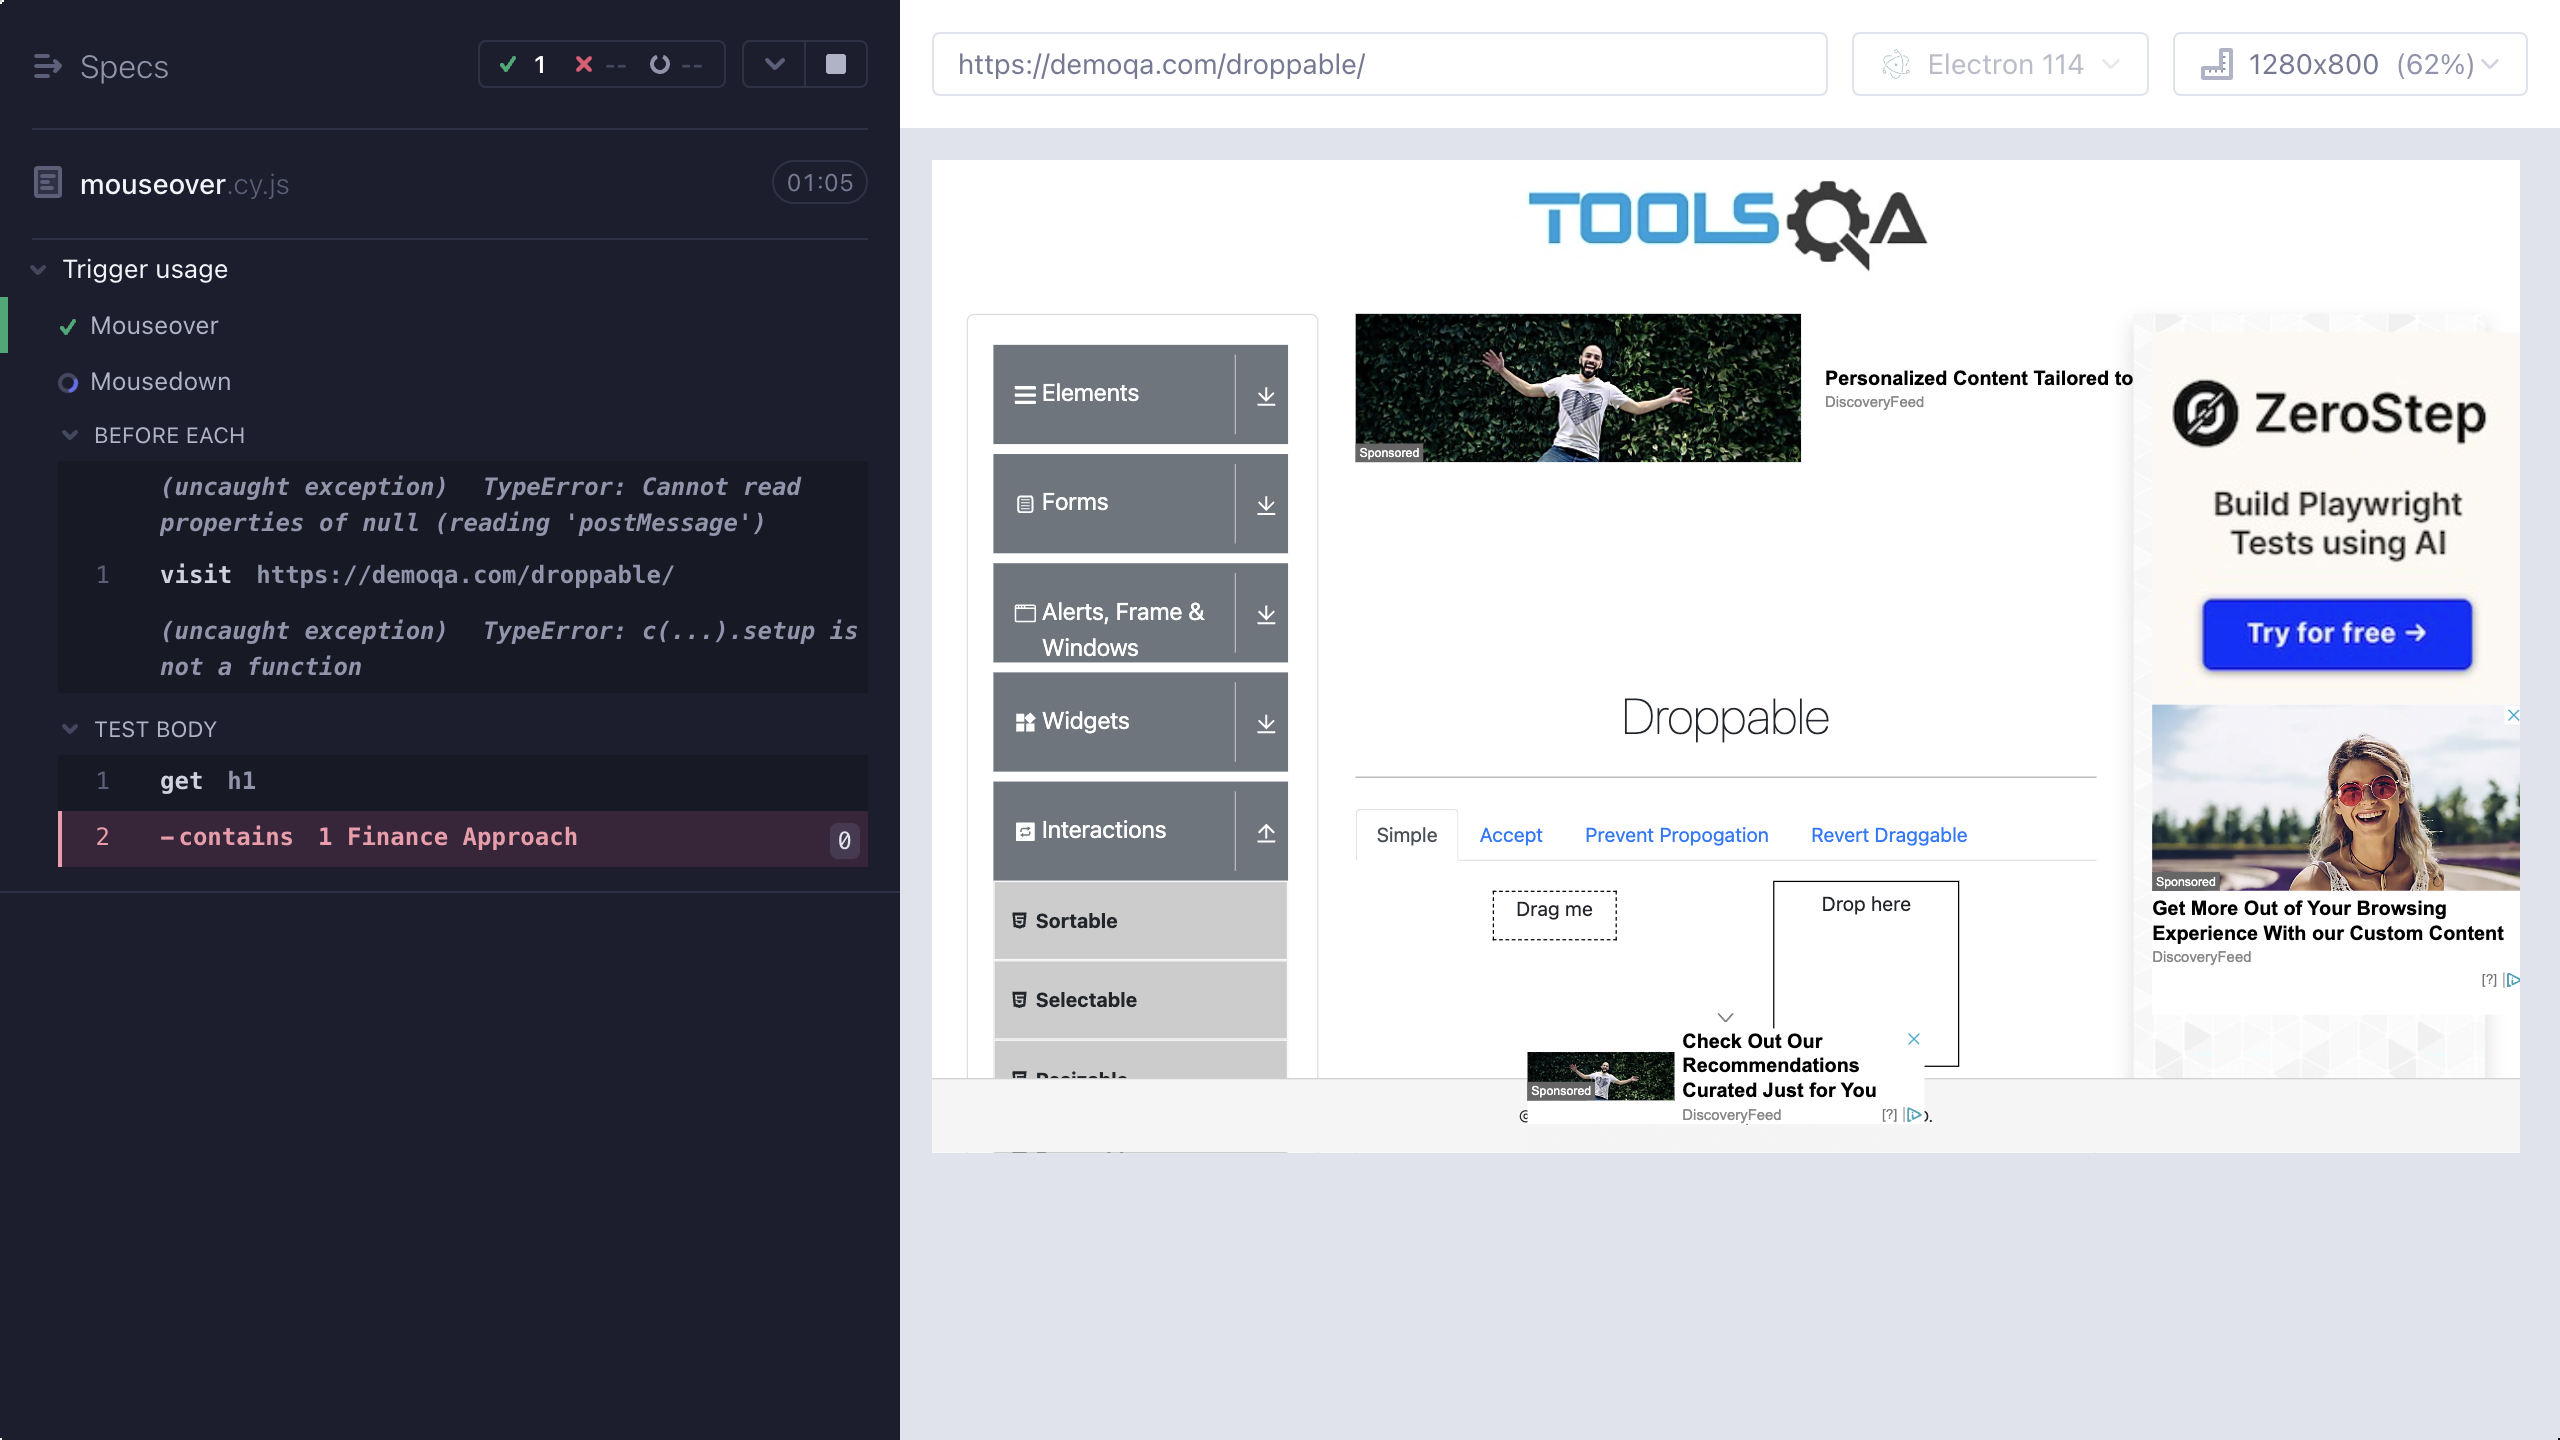 Specs
1
--
--
mouseover.cy.js
01:05
Trigger usage
Mouseover
Mousedown
BEFORE EACH
(uncaught exception) TypeError: Cannot read
properties of null (reading 'postMessage')
1 visit https://demoqa.com/droppable/
(uncaught exception) TypeError: c(...).setup is
not a function
TEST BODY
1 get h1
2 -contains 1 Finance Approach 0
https://demoqa.com/droppable/
Electron 114
1280x800 (62%)
TOOLSQA
Elements
Forms
Alerts, Frame &
Windows
Widgets
Interactions
Sortable
Selectable
Sponsored
Personalized Content Tailored to
DiscoveryFeed
Droppable
Simple
Accept
Prevent Propogation
Revert Draggable
Drag me
Drop here
Sponsored
Check Out Our
Recommendations
Curated Just for You
DiscoveryFeed
[?]
ZeroStep
Build Playwright
Tests using AI
Try for free →
Sponsored
Get More Out of Your Browsing
Experience With our Custom Content
DiscoveryFeed
[?]